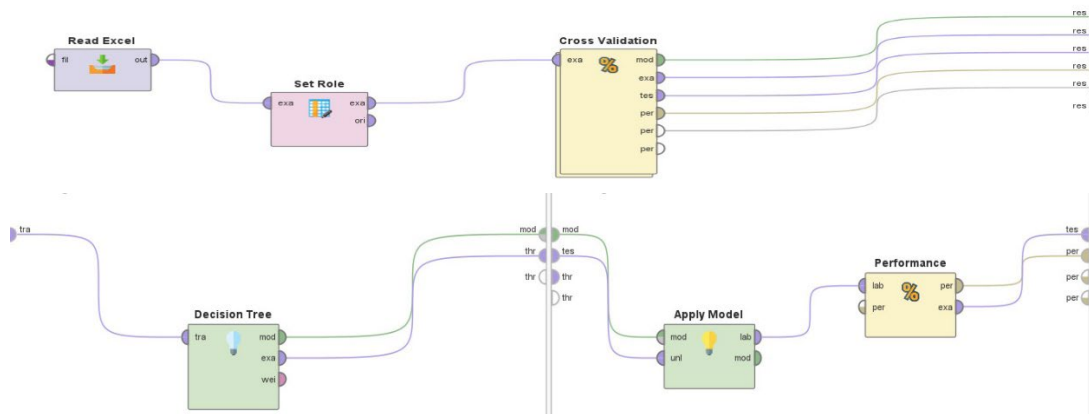 res
Read Excel
Cross Validation
res
fil
out
exa
mod
res
exa
res
Set Role
tes
res
exa
exa
per
res
ori
per
per
tra
mod
mod
tes
thr
tes
Performance
per
thr
thr
lab
per
per
thr
per
exa
per
Decision Tree
Apply Model
tra
mod
mod
lab
exa
unl
mod
wei